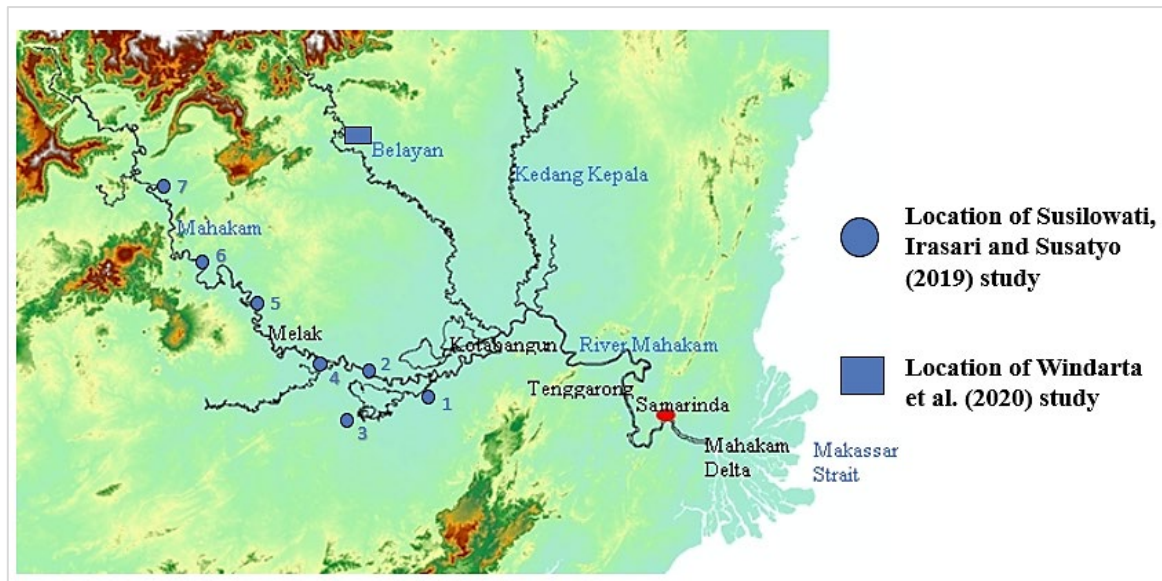 Belayan
Kedang Kepala
7
Mahakam
6
5
Melak
Kotabangun
River Mahakam
4
2
1
3
Tenggarong
Samarinda
Mahakam
Delta
Makassar
Strait
Location of Susilowati,
Irasari and Susatyo
(2019) study
Location of Windarta
et al. (2020) study